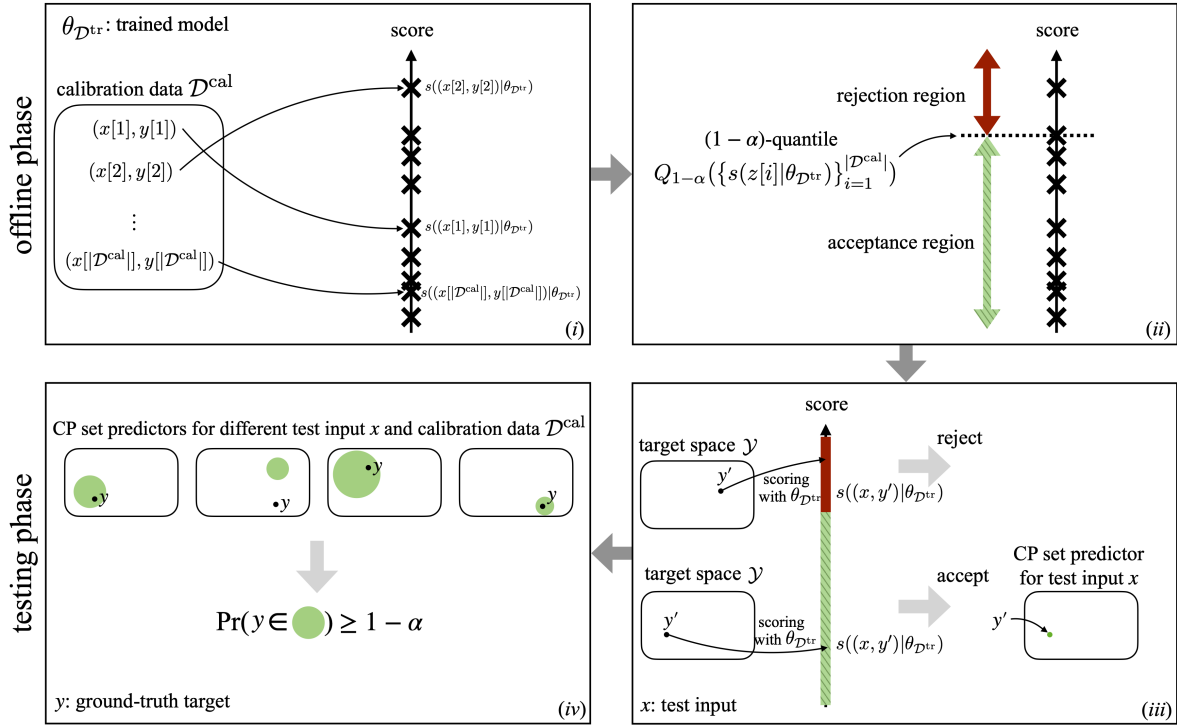 offline phase
θ_{𝒟^tr}: trained model
calibration data 𝒟^cal
(x[1], y[1])
(x[2], y[2])
⋮
(x[|𝒟^cal|], y[|𝒟^cal|])
score
s((x[2], y[2])|θ_{𝒟^tr})
s((x[1], y[1])|θ_{𝒟^tr})
s((x[|𝒟^cal|], y[|𝒟^cal|])|θ_{𝒟^tr})
(i)
score
rejection region
(1 − α)-quantile
Q_{1−α}({s(z[i]|θ_{𝒟^tr})}_{i=1}^{|𝒟^cal|})
acceptance region
(ii)
testing phase
CP set predictors for different test input x and calibration data 𝒟^cal
y
y
y
y
Pr(y ∈ ) ≥ 1 − α
y: ground-truth target
(iv)
score
target space 𝒴
y′
scoring
with θ_{𝒟^tr}
s((x, y′)|θ_{𝒟^tr})
reject
target space 𝒴
y′
scoring
with θ_{𝒟^tr}
s((x, y′)|θ_{𝒟^tr})
accept
CP set predictor
for test input x
y′
x: test input
(iii)